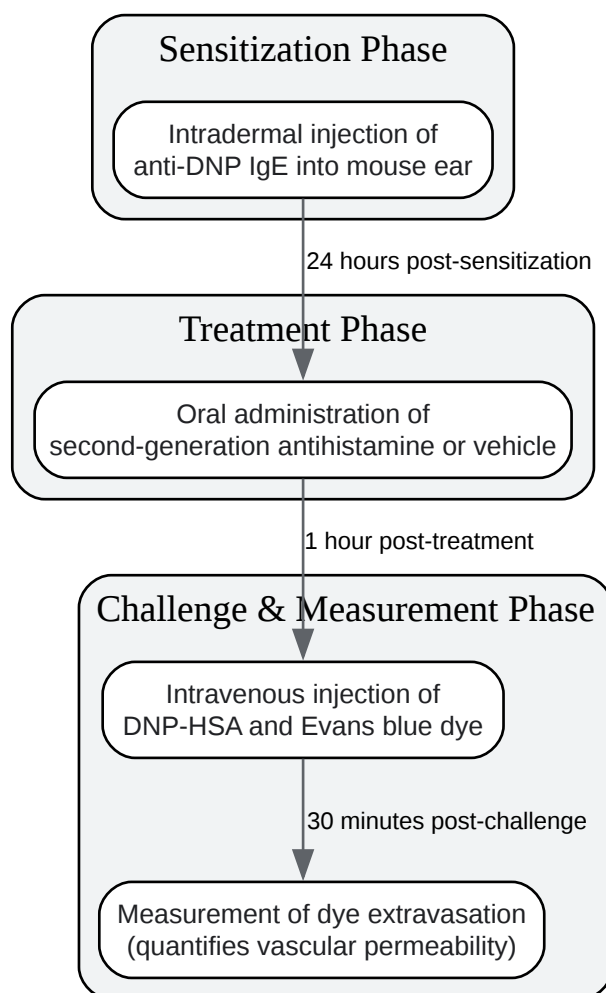 Sensitization Phase
Intradermal injection of
anti-DNP IgE into mouse ear
24 hours post-sensitization
Treatment Phase
Oral administration of
second-generation antihistamine or vehicle
1 hour post-treatment
Challenge & Measurement Phase
Intravenous injection of
DNP-HSA and Evans blue dye
30 minutes post-challenge
Measurement of dye extravasation
(quantifies vascular permeability)